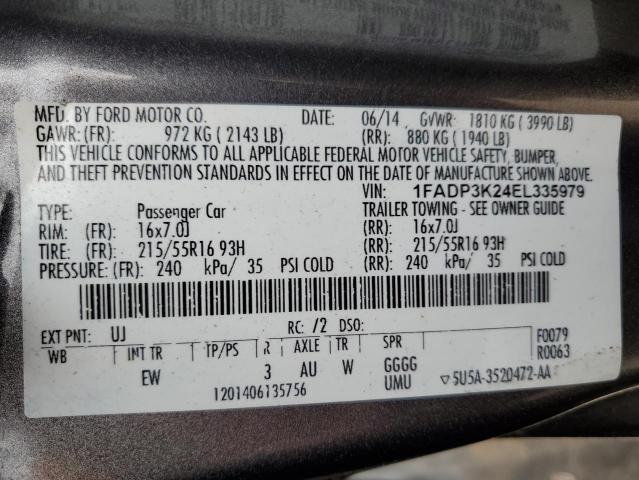 MFD. BY FORD MOTOR CO. DATE: 06/14 GVWR: 1810 KG ( 3990 LB)
GAWR: (FR): 972 KG ( 2143 LB) (RR): 880 KG ( 1940 LB)
THIS VEHICLE CONFORMS TO ALL APPLICABLE FEDERAL MOTOR VEHICLE SAFETY, BUMPER,
AND THEFT PREVENTION STANDARDS IN EFFECT ON THE DATE OF MANUFACTURE SHOWN ABOVE.
VIN: 1FADP3K24EL335979
TYPE: Passenger Car TRAILER TOWING - SEE OWNER GUIDE
RIM: (FR): 16x7.0J (RR): 16x7.0J
TIRE: (FR): 215/55R16 93H (RR): 215/55R16 93H
PRESSURE: (FR): 240 kPa/ 35 PSI COLD (RR): 240 kPa/ 35 PSI COLD
EXT PNT: UJ RC: 72 DSO: F0079
WB INT TR TP/PS R AXLE TR SPR R0063
EW 3 AU W GGGG
UMU ▽ 5U5A-3520472-AA
1201406135756